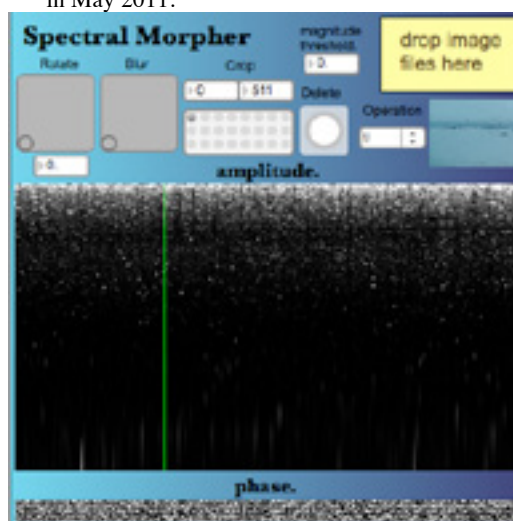 in May 2011.
Spectral Morpher
magnitude
threshold.
drop image
files here
Rotate
Blur
Crop
0.
0
511
Delete
Operation
0.
amplitude.
phase.